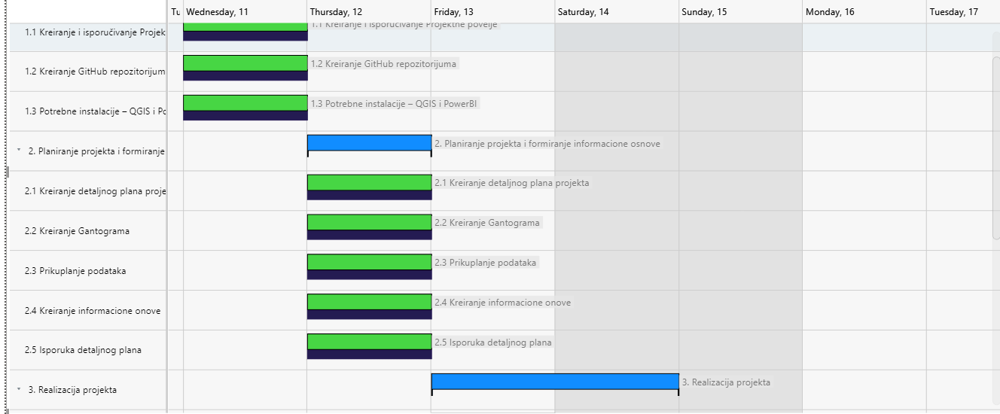 Tu Wednesday, 11 Thursday, 12 Friday, 13 Saturday, 14 Sunday, 15 Monday, 16 Tuesday, 17
1.1 Kreiranje i isporučivanje Projek 1.1 Kreiranje i isporučivanje Projektne povelje
1.2 Kreiranje GitHub repozitorijum 1.2 Kreiranje GitHub repozitorijuma
1.3 Potrebne instalacije – QGIS i Po 1.3 Potrebne instalacije – QGIS i PowerBI
2. Planiranje projekta i formiranje 2. Planiranje projekta i formiranje informacione osnove
2.1 Kreiranje detaljnog plana proje 2.1 Kreiranje detaljnog plana projekta
2.2 Kreiranje Gantograma 2.2 Kreiranje Gantograma
2.3 Prikuplanje podataka 2.3 Prikuplanje podataka
2.4 Kreiranje informacione onove 2.4 Kreiranje informacione onove
2.5 Isporuka detaljnog plana 2.5 Isporuka detaljnog plana
3. Realizacija projekta 3. Realizacija projekta